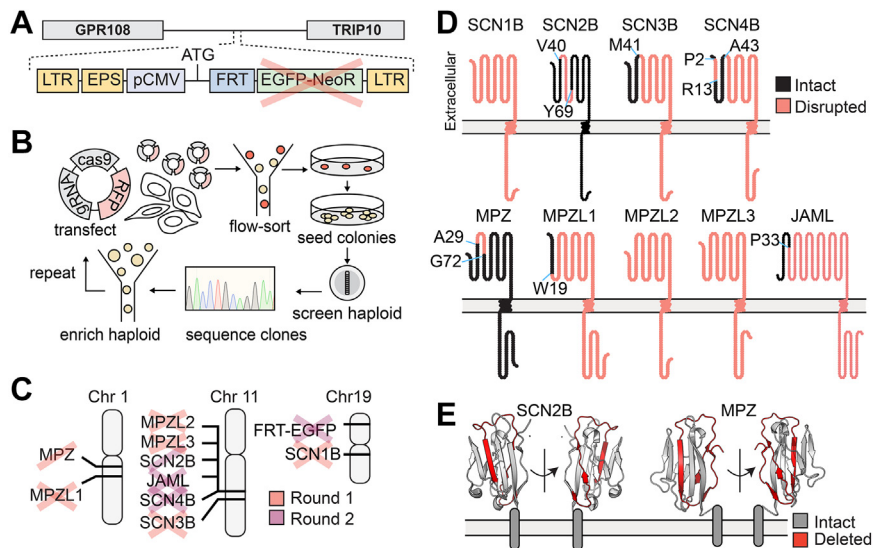 A
GPR108
TRIP10
ATG
LTR
EPS
pCMV
FRT
EGFP-NeoR
LTR
B
cas9
gRNA
RFP
transfect
flow-sort
seed colonies
repeat
enrich haploid
sequence clones
screen haploid
C
Chr 1
Chr 11
Chr19
MPZ
MPZL1
MPZL2
MPZL3
SCN2B
JAML
SCN4B
SCN3B
FRT-EGFP
SCN1B
Round 1
Round 2
D
SCN1B
SCN2B
SCN3B
SCN4B
Extracellular
V40
Y69
M41
P2
A43
R13
Intact
Disrupted
MPZ
MPZL1
MPZL2
MPZL3
JAML
A29
G72
W19
P33
E
SCN2B
MPZ
Intact
Deleted